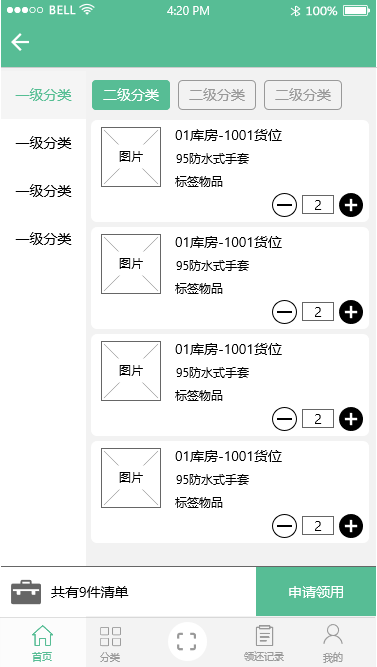 BELL 4:20 PM 100%
一级分类 二级分类 二级分类 二级分类
一级分类
一级分类
一级分类
图片
01库房-1001货位
95防水式手套
标签物品
2
图片
01库房-1001货位
95防水式手套
标签物品
2
图片
01库房-1001货位
95防水式手套
标签物品
2
图片
01库房-1001货位
95防水式手套
标签物品
2
共有9件清单 申请领用
首页 分类 领还记录 我的